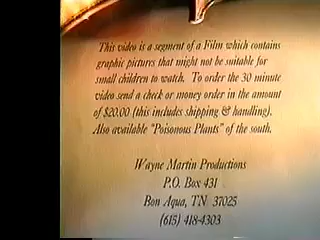 This video is a segment of a Film which contains
graphic pictures that might not be suitable for
small children to watch. To order the 30 minute
video send a check or money order in the amount
of $20.00 (this includes shipping & handling).
Also available "Poisonous Plants" of the south.
Wayne Martin Productions
P.O. Box 431
Bon Aqua, TN 37025
(615) 418-4303